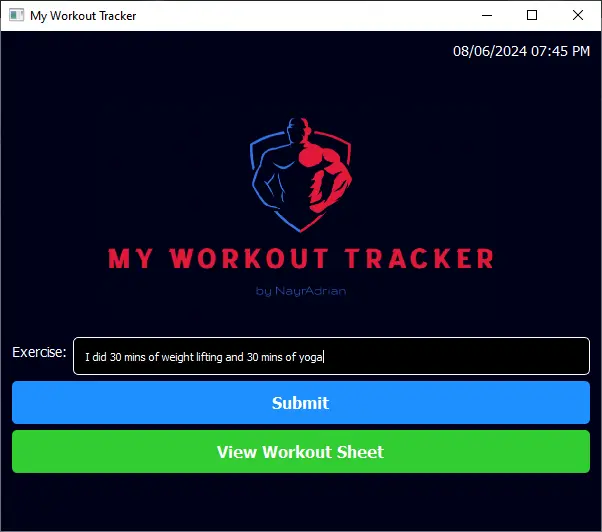 My Workout Tracker
08/06/2024 07:45 PM
MY WORKOUT TRACKER
by NayrAdrian
Exercise: I did 30 mins of weight lifting and 30 mins of yoga
Submit
View Workout Sheet